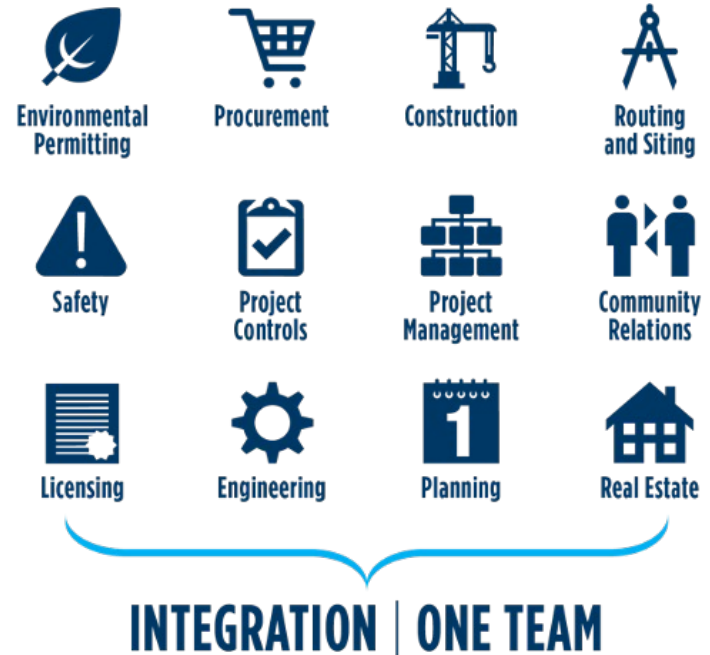 Environmental
Permitting
Procurement
Construction
Routing
and Siting
Safety
Project
Controls
Project
Management
Community
Relations
Licensing
Engineering
1
Planning
Real Estate
INTEGRATION | ONE TEAM